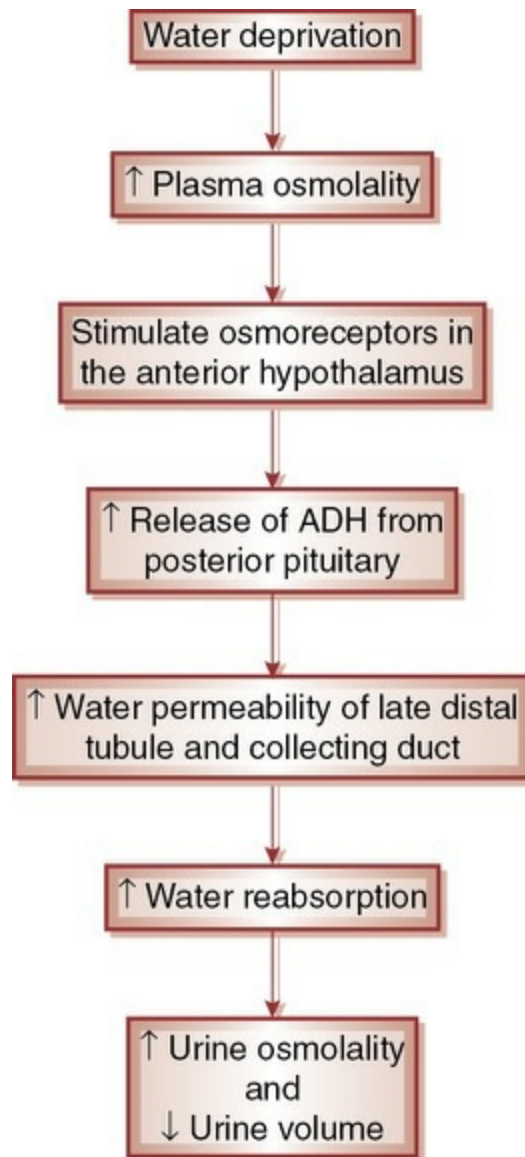 Water deprivation
↑ Plasma osmolality
Stimulate osmoreceptors in
the anterior hypothalamus
↑ Release of ADH from
posterior pituitary
↑ Water permeability of late distal
tubule and collecting duct
↑ Water reabsorption
↑ Urine osmolality
and
↓ Urine volume